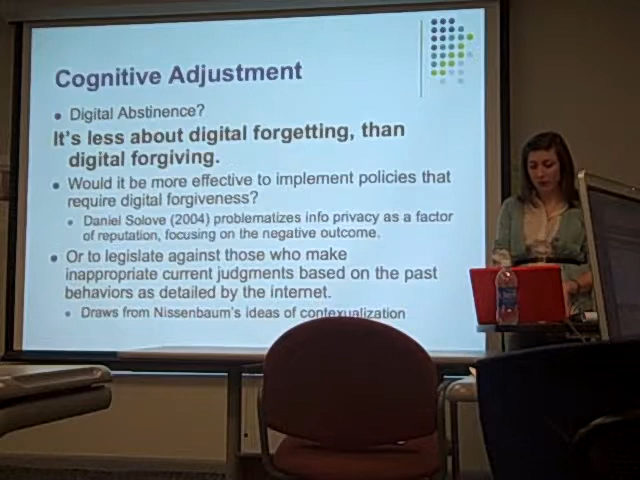 Cognitive Adjustment
Digital Abstinence?
It's less about digital forgetting, than
digital forgiving.
Would it be more effective to implement policies that
require digital forgiveness?
Daniel Solove (2004) problematizes info privacy as a factor
of reputation, focusing on the negative outcome.
Or to legislate against those who make
inappropriate current judgments based on the past
behaviors as detailed by the internet.
Draws from Nissenbaum's ideas of contexualization